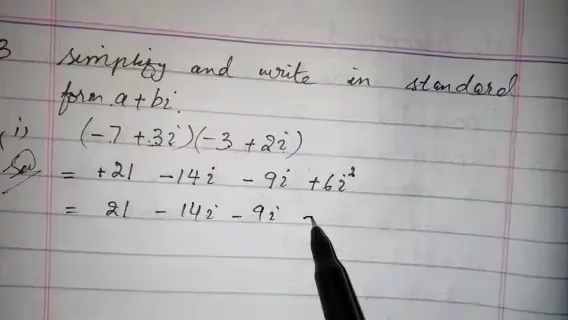 3 simplify and write in standard
form a+bi.
(i) (-7 +3i)(-3 +2i)
Sol = +21 -14i -9i +6i²
= 21 -14i -9i -